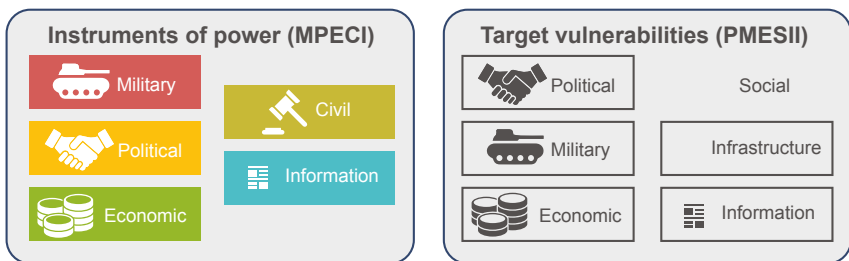 Instruments of power (MPECI)
Military
Political
Economic
Civil
Information
Target vulnerabilities (PMESII)
Political
Military
Economic
Social
Infrastructure
Information